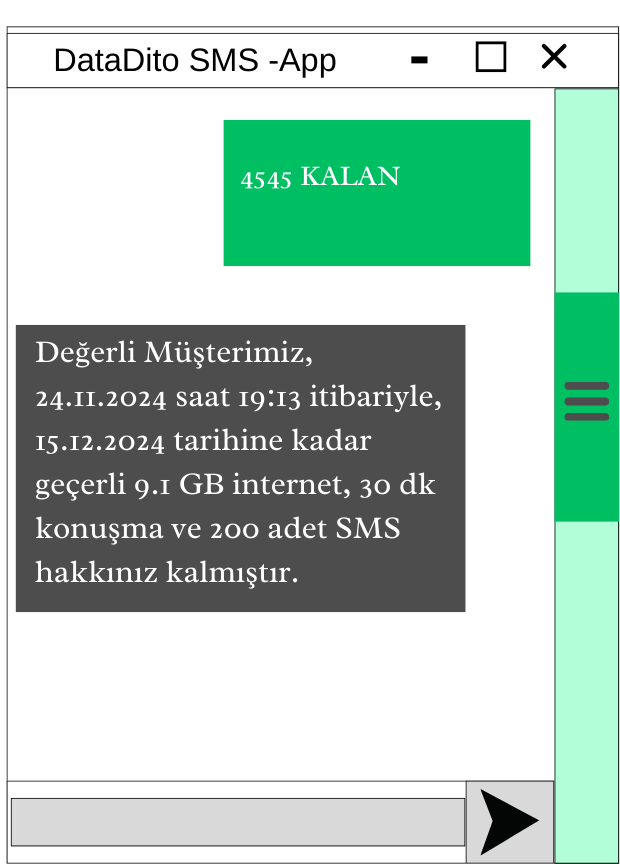 DataDito SMS -App
4545 KALAN
Değerli Müşterimiz,
24.11.2024 saat 19:13 itibariyle,
15.12.2024 tarihine kadar
geçerli 9.1 GB internet, 30 dk
konuşma ve 200 adet SMS
hakkınız kalmıştır.